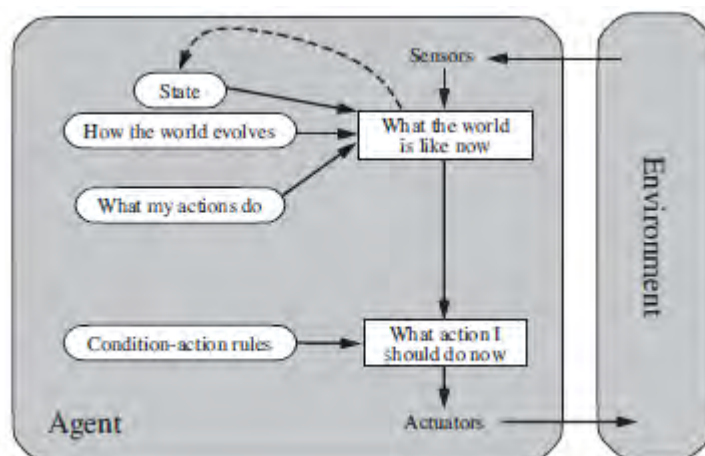 Sensors
State
How the world evolves
What the world
is like now
What my actions do
Condition-action rules
What action I
should do now
Agent
Actuators
Environment